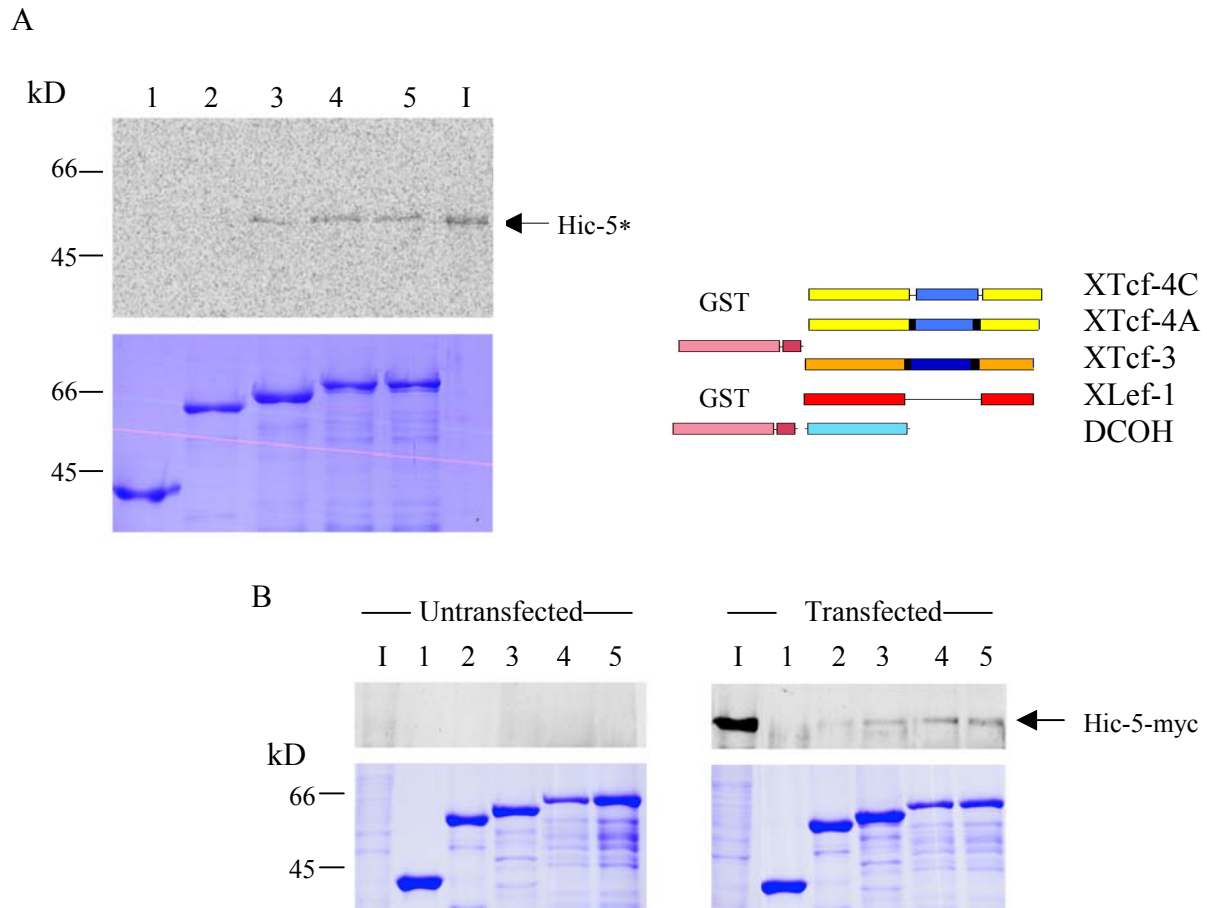 A
kD 1 2 3 4 5 I
66
45
Hic-5*
66
45
GST
GST
XTcf-4C
XTcf-4A
XTcf-3
XLef-1
DCOH
B
Untransfected
Transfected
I 1 2 3 4 5
I 1 2 3 4 5
Hic-5-myc
kD
66
45